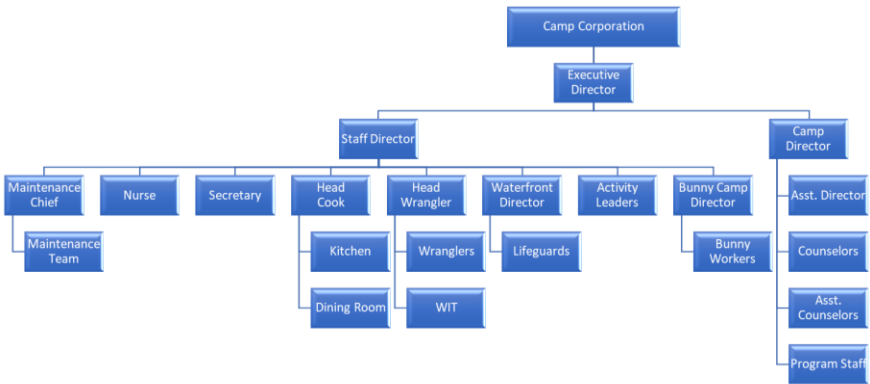 Camp Corporation
Executive
Director
Staff Director
Camp
Director
Maintenance
Chief
Nurse
Secretary
Head
Cook
Head
Wrangler
Waterfront
Director
Activity
Leaders
Bunny Camp
Director
Asst. Director
Maintenance
Team
Kitchen
Wranglers
Lifeguards
Bunny
Workers
Counselors
Dining Room
WIT
Asst.
Counselors
Program Staff